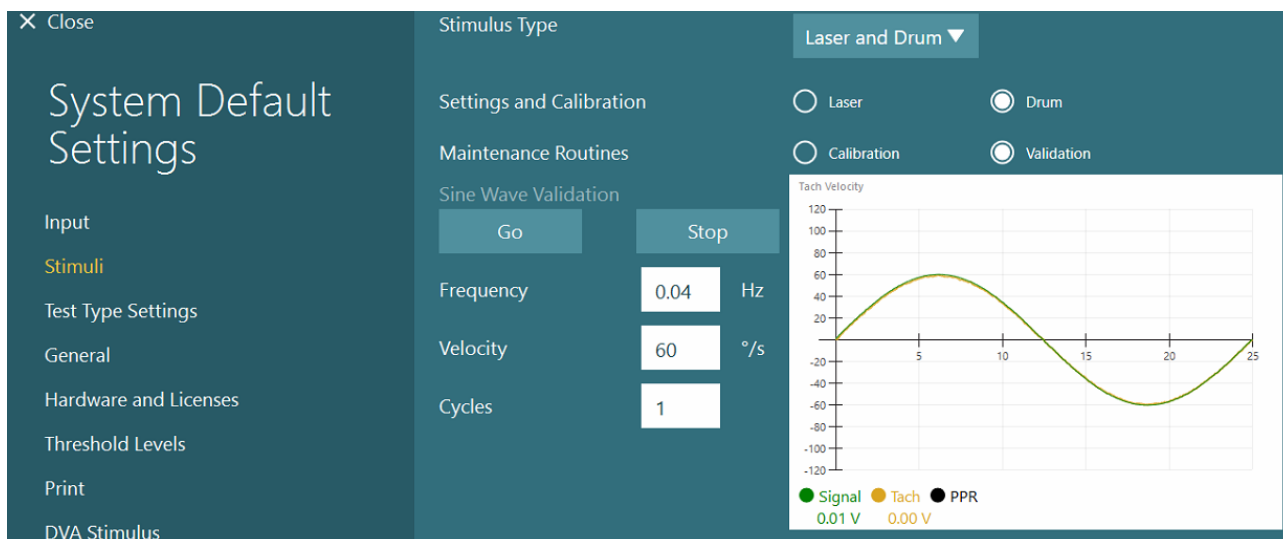 × Close
System Default
Settings
Input
Stimuli
Test Type Settings
General
Hardware and Licenses
Threshold Levels
Print
DVA Stimulus
Stimulus Type
Laser and Drum ▼
Settings and Calibration
Laser
Drum
Maintenance Routines
Calibration
Validation
Sine Wave Validation
Go
Stop
Frequency
0.04 Hz
Velocity
60 °/s
Cycles
1
Tach Velocity
120
100
80
60
40
20
5 10 15 20 25
-20
-40
-60
-80
-100
-120
Signal Tach PPR
0.01 V 0.00 V